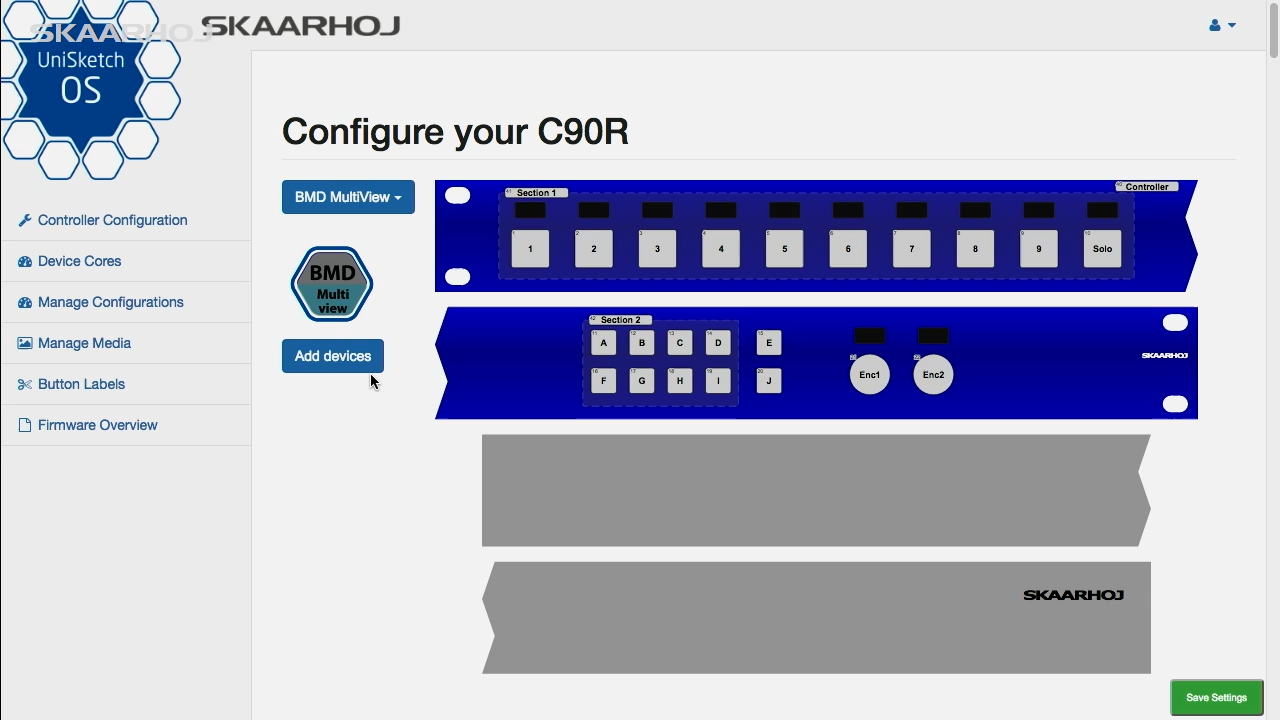 SKAARHOJ
SKAARHOJ
UniSketch
OS
Controller Configuration
Device Cores
Manage Configurations
Manage Media
Button Labels
Firmware Overview
Configure your C90R
BMD MultiView
BMD
Multi
view
Add devices
Section 1
Controller
1 2 3 4 5 6 7 8 9 Solo
Section 2
A B C D E
F G H I J
Enc1 Enc2
SKAARHOJ
SKAARHOJ
Save Settings